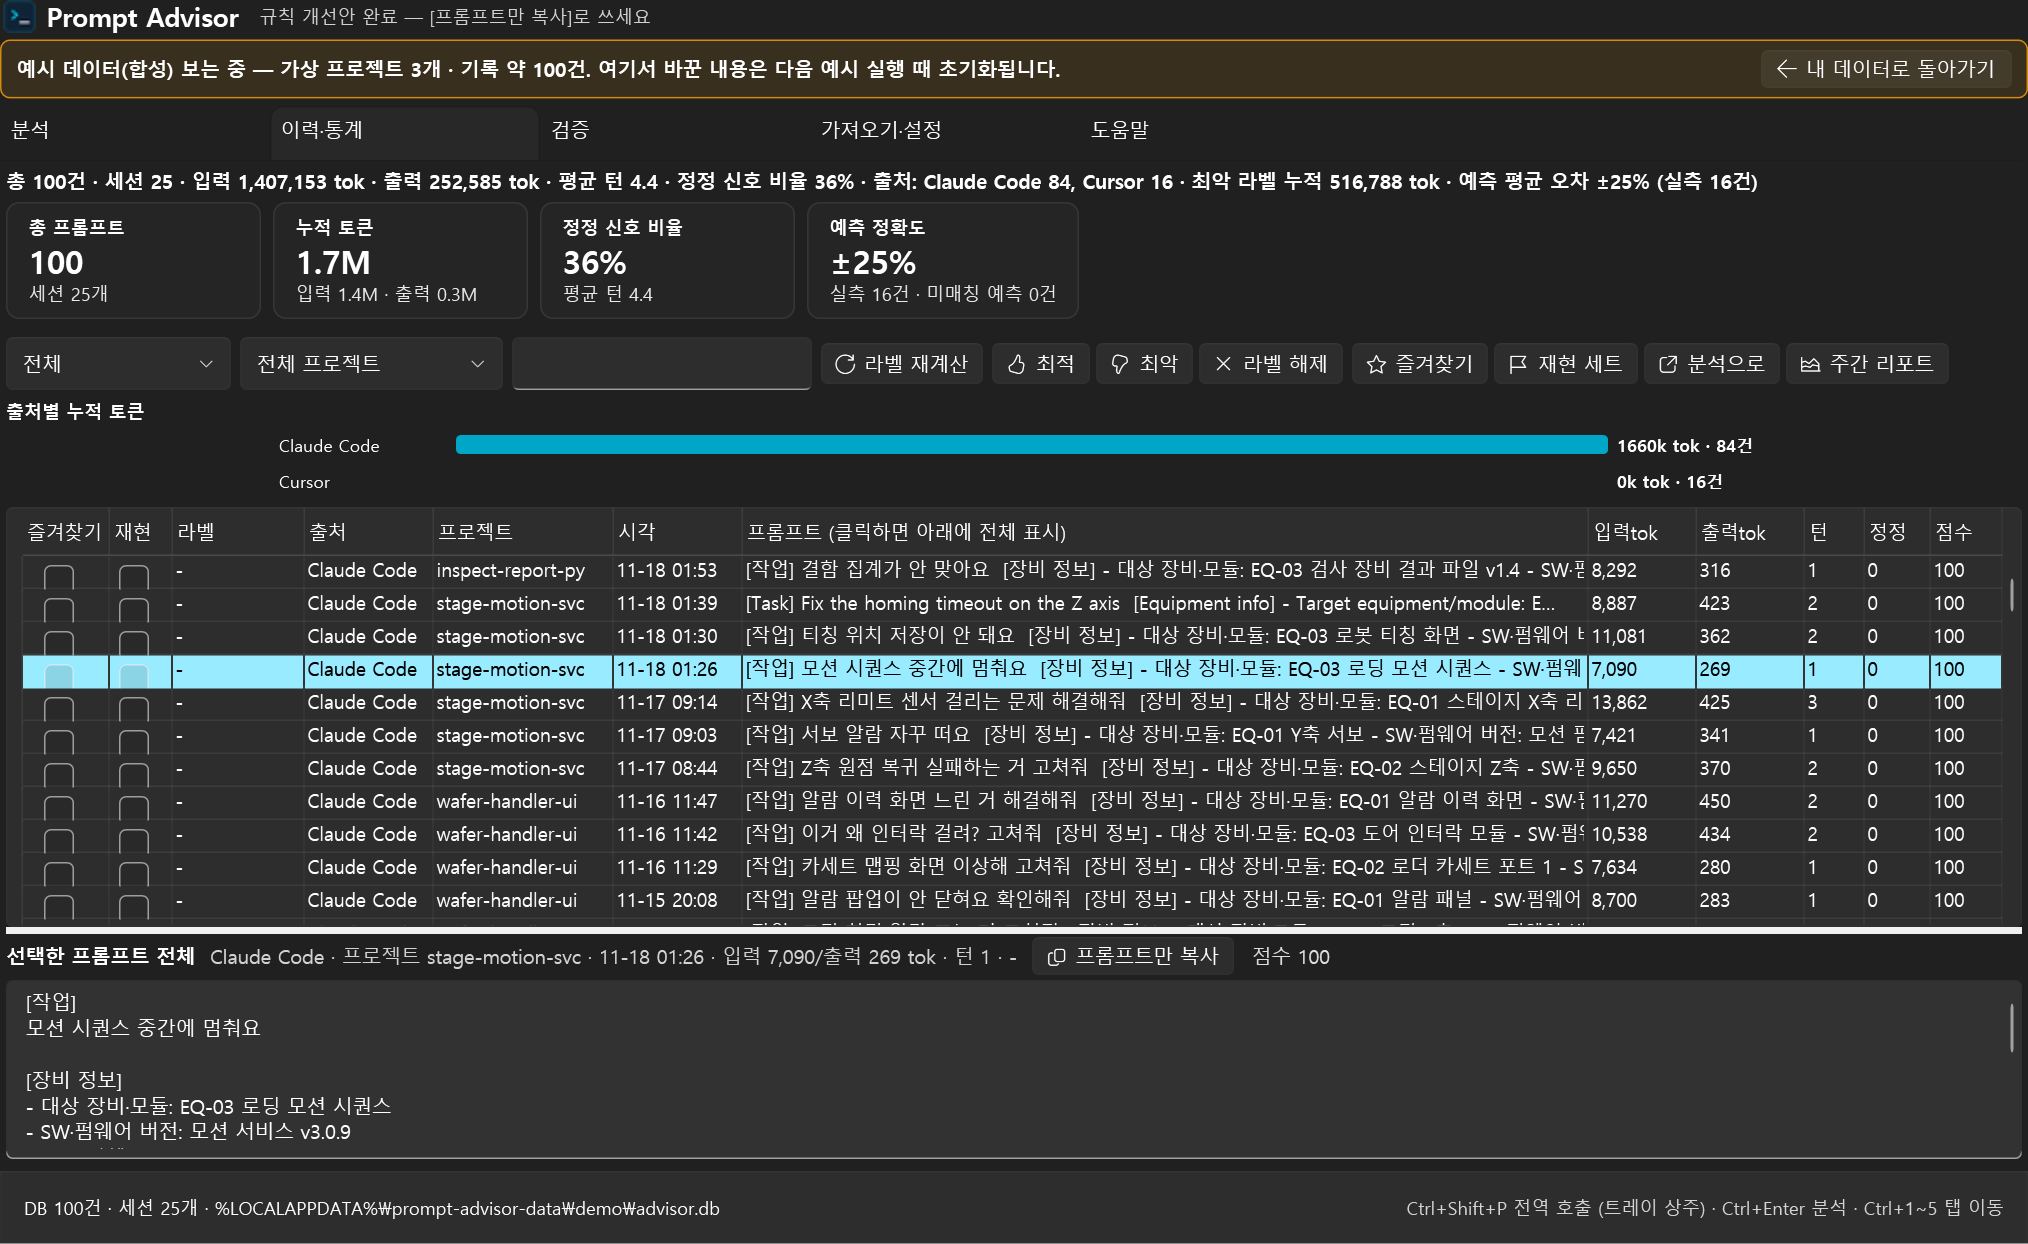 Prompt Advisor 규칙 개선안 완료 — [프롬프트만 복사]로 쓰세요
예시 데이터(합성) 보는 중 — 가상 프로젝트 3개 · 기록 약 100건. 여기서 바꾼 내용은 다음 예시 실행 때 초기화됩니다. ← 내 데이터로 돌아가기
분석 이력·통계 검증 가져오기·설정 도움말
총 100건 · 세션 25 · 입력 1,407,153 tok · 출력 252,585 tok · 평균 턴 4.4 · 정정 신호 비율 36% · 출처: Claude Code 84, Cursor 16 · 최악 라벨 누적 516,788 tok · 예측 평균 오차 ±25% (실측 16건)
총 프롬프트 누적 토큰 정정 신호 비율 예측 정확도
100 1.7M 36% ±25%
세션 25개 입력 1.4M · 출력 0.3M 평균 턴 4.4 실측 16건 · 미매칭 예측 0건
전체 전체 프로젝트 라벨 재계산 최적 최악 라벨 해제 즐겨찾기 재현 세트 분석으로 주간 리포트
출처별 누적 토큰
Claude Code 1660k tok · 84건
Cursor 0k tok · 16건
즐겨찾기 재현 라벨 출처 프로젝트 시각 프롬프트 (클릭하면 아래에 전체 표시) 입력tok 출력tok 턴 정정 점수
- Claude Code inspect-report-py 11-18 01:53 [작업] 결함 집계가 안 맞아요 [장비 정보] - 대상 장비·모듈: EQ-03 검사 장비 결과 파일 v1.4 - SW·펌 8,292 316 1 0 100
- Claude Code stage-motion-svc 11-18 01:39 [Task] Fix the homing timeout on the Z axis [Equipment info] - Target equipment/module: E... 8,887 423 2 0 100
- Claude Code stage-motion-svc 11-18 01:30 [작업] 티칭 위치 저장이 안 돼요 [장비 정보] - 대상 장비·모듈: EQ-03 로봇 티칭 화면 - SW·펌웨어 11,081 362 2 0 100
- Claude Code stage-motion-svc 11-18 01:26 [작업] 모션 시퀀스 중간에 멈춰요 [장비 정보] - 대상 장비·모듈: EQ-03 로딩 모션 시퀀스 - SW·펌웨 7,090 269 1 0 100
- Claude Code stage-motion-svc 11-17 09:14 [작업] X축 리미트 센서 걸리는 문제 해결해줘 [장비 정보] - 대상 장비·모듈: EQ-01 스테이지 X축 리 13,862 425 3 0 100
- Claude Code stage-motion-svc 11-17 09:03 [작업] 서보 알람 자꾸 떠요 [장비 정보] - 대상 장비·모듈: EQ-01 Y축 서보 - SW·펌웨어 버전: 모션 7,421 341 1 0 100
- Claude Code stage-motion-svc 11-17 08:44 [작업] Z축 원점 복귀 실패하는 거 고쳐줘 [장비 정보] - 대상 장비·모듈: EQ-02 스테이지 Z축 - SW·펌 9,650 370 2 0 100
- Claude Code wafer-handler-ui 11-16 11:47 [작업] 알람 이력 화면 느린 거 해결해줘 [장비 정보] - 대상 장비·모듈: EQ-01 알람 이력 화면 - SW·펌 11,270 450 2 0 100
- Claude Code wafer-handler-ui 11-16 11:42 [작업] 이거 왜 인터락 걸려? 고쳐줘 [장비 정보] - 대상 장비·모듈: EQ-03 도어 인터락 모듈 - SW·펌웨 10,538 434 2 0 100
- Claude Code wafer-handler-ui 11-16 11:29 [작업] 카세트 맵핑 화면 이상해 고쳐줘 [장비 정보] - 대상 장비·모듈: EQ-02 로더 카세트 포트 1 - S 7,634 280 1 0 100
- Claude Code wafer-handler-ui 11-15 20:08 [작업] 알람 팝업이 안 닫혀요 확인해줘 [장비 정보] - 대상 장비·모듈: EQ-01 알람 패널 - SW·펌웨어 8,700 283 1 0 100
선택한 프롬프트 전체 Claude Code · 프로젝트 stage-motion-svc · 11-18 01:26 · 입력 7,090/출력 269 tok · 턴 1 · - 프롬프트만 복사 점수 100
[작업]
모션 시퀀스 중간에 멈춰요
[장비 정보]
- 대상 장비·모듈: EQ-03 로딩 모션 시퀀스
- SW·펌웨어 버전: 모션 서비스 v3.0.9
DB 100건 · 세션 25개 · %LOCALAPPDATA%₩prompt-advisor-data₩demo₩advisor.db Ctrl+Shift+P 전역 호출 (트레이 상주) · Ctrl+Enter 분석 · Ctrl+1~5 탭 이동